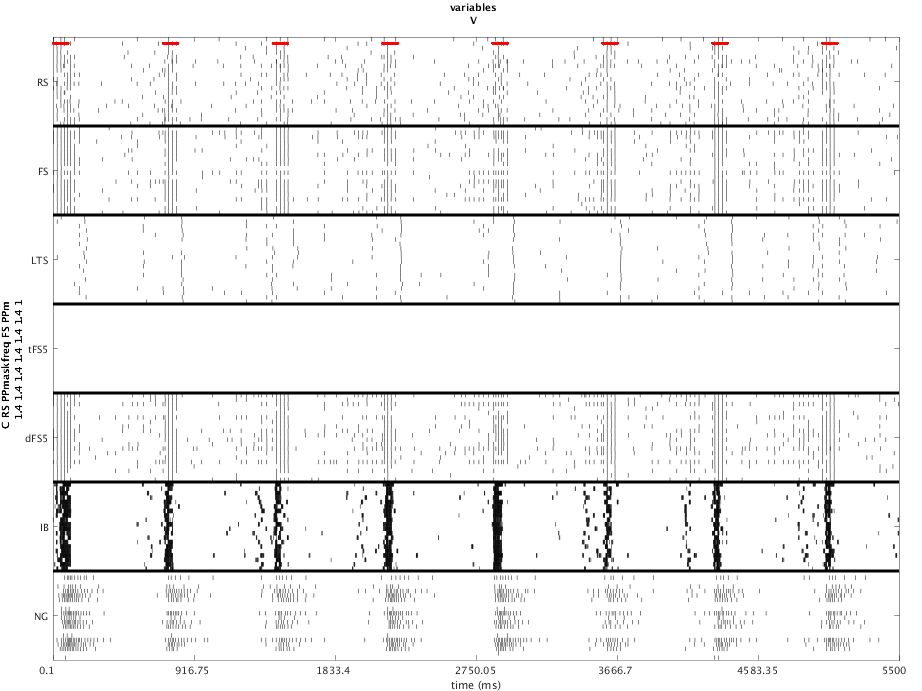 variables
V
RS
FS
LTS
tFS5
dFS5
IB
NG
C RS PPmaskfreq FS PPm
1.4 1.4 1.4 1.4 1.4 1.4 1
0.1
916.75
1833.4
2750.05
3666.7
4583.35
5500
time (ms)